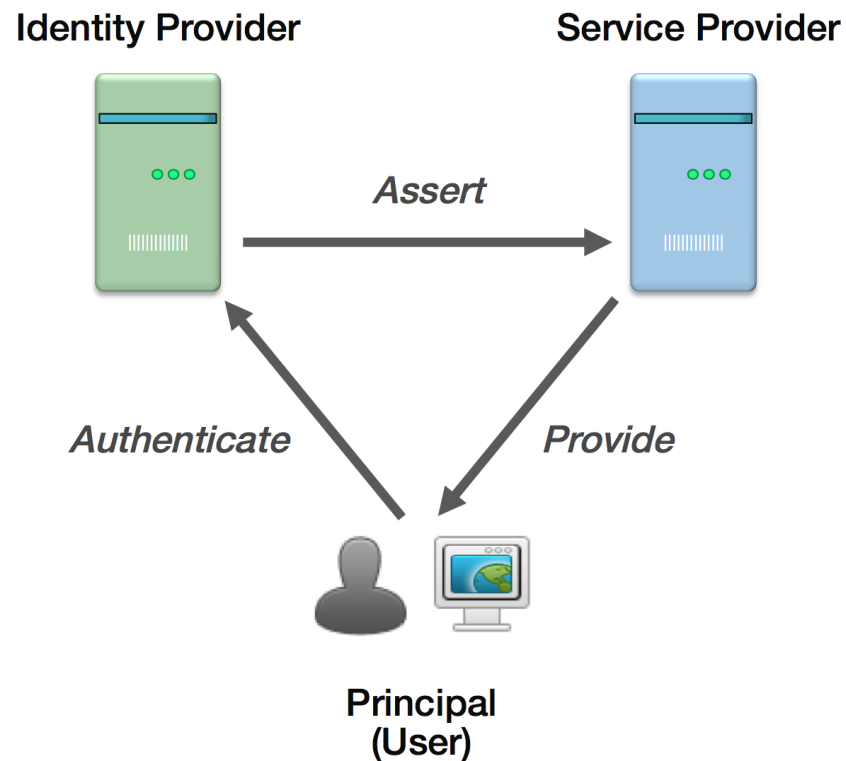 Identity Provider
Service Provider
Assert
Authenticate
Provide
Principal
(User)